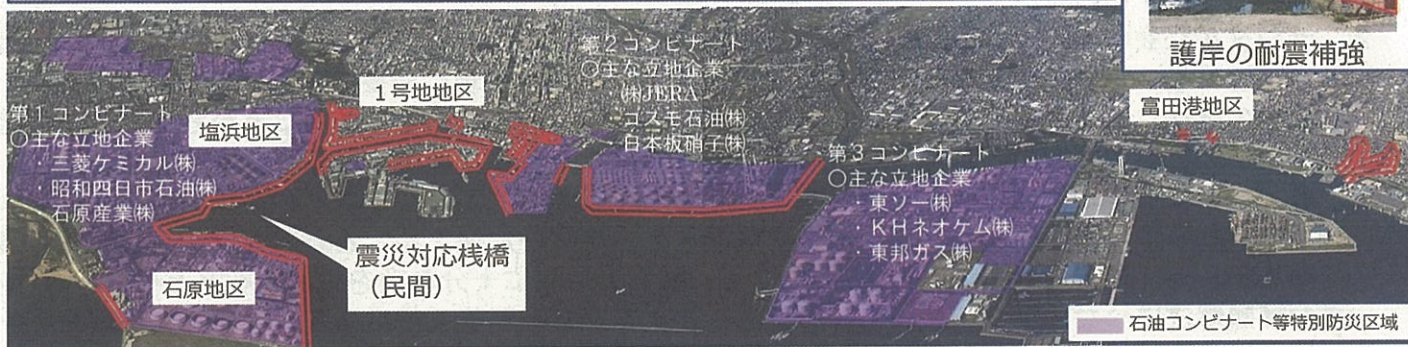 護岸の耐震補強
第1コンビナート
○主な立地企業
・三菱ケミカル㈱
・昭和四日市石油㈱
石原産業㈱
塩浜地区
1号地地区
第2コンビナート
○主な立地企業
㈱JERA
コスモ石油㈱
日本板硝子㈱
第3コンビナート
○主な立地企業
・東ソー㈱
・KHネオケム㈱
・東邦ガス㈱
富田港地区
震災対応桟橋
（民間）
石原地区
石油コンビナート等特別防災区域